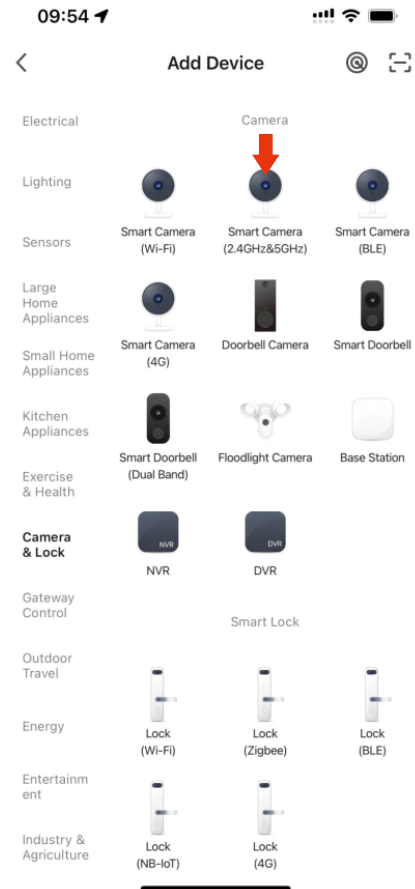 09:54
Add Device
Electrical
Lighting
Sensors
Large
Home
Appliances
Small Home
Appliances
Kitchen
Appliances
Exercise
& Health
Camera
& Lock
Gateway
Control
Outdoor
Travel
Energy
Entertainm
ent
Industry &
Agriculture
Camera
Smart Camera
(Wi-Fi)
Smart Camera
(2.4GHz&5GHz)
Smart Camera
(BLE)
Smart Camera
(4G)
Doorbell Camera
Smart Doorbell
Smart Doorbell
(Dual Band)
Floodlight Camera
Base Station
NVR
NVR
DVR
DVR
Smart Lock
Lock
(Wi-Fi)
Lock
(Zigbee)
Lock
(BLE)
Lock
(NB-IoT)
Lock
(4G)